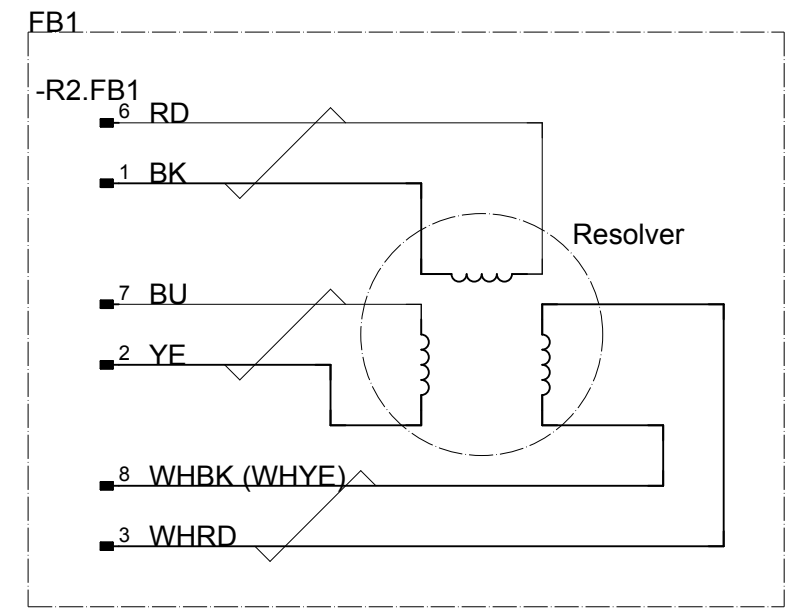 FB1
-R2.FB1
6 RD
1 BK
Resolver
7 BU
2 YE
8 WHBK (WHYE)
3 WHRD